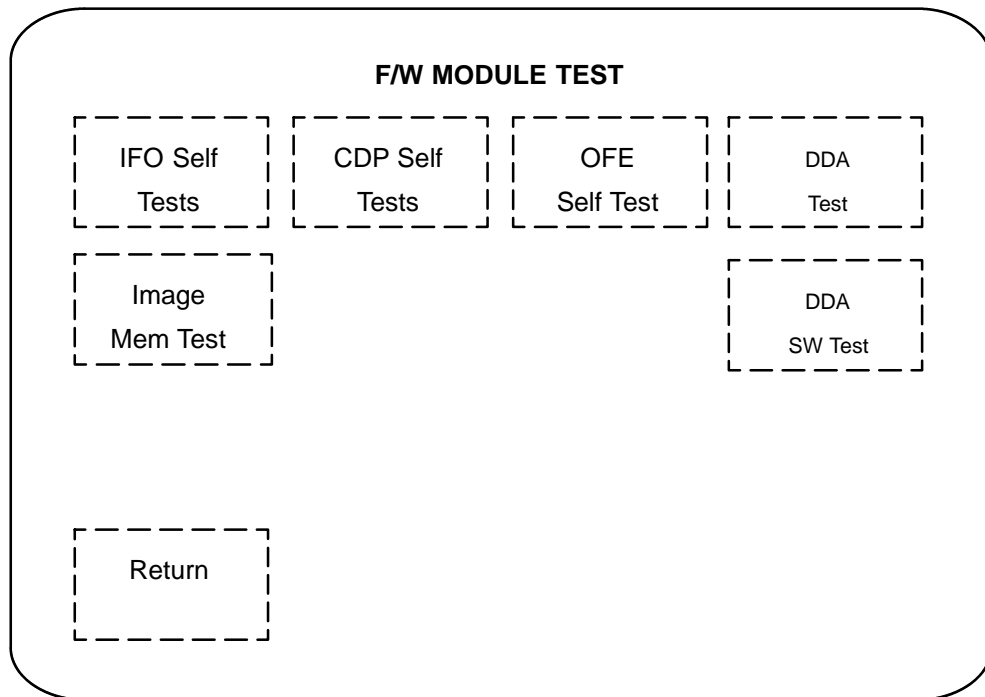 F/W MODULE TEST
IFO Self
Tests
CDP Self
Tests
OFE
Self Test
DDA
Test
Image
Mem Test
DDA
SW Test
Return